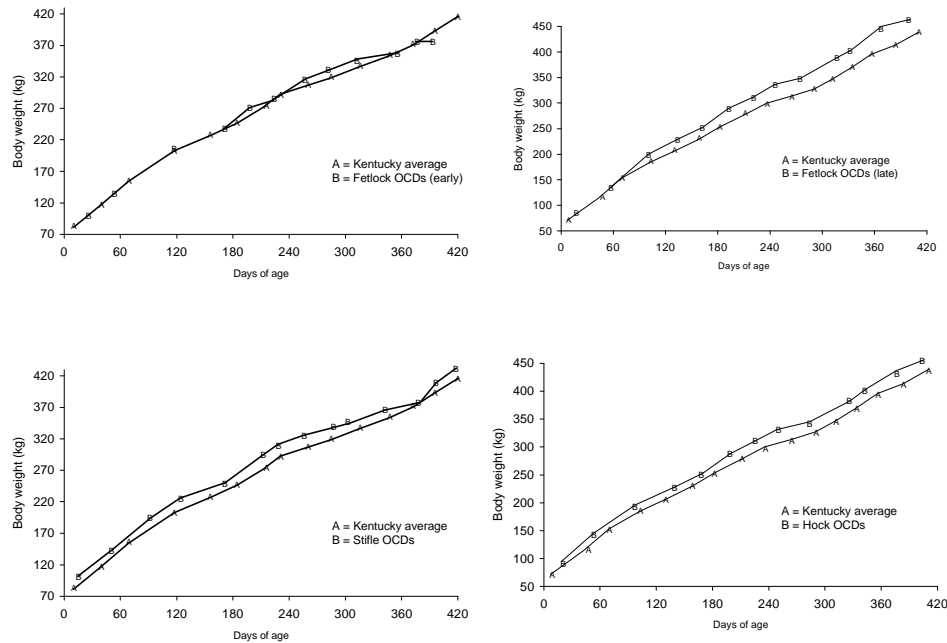 420
370
320
270
220
170
120
70
Body weight (kg)
A = Kentucky average
B = Fetlock OCDs (early)
0 60 120 180 240 300 360 420
Days of age
450
400
350
300
250
200
150
100
50
Body weight (kg)
A = Kentucky average
B = Fetlock OCDs (late)
0 60 120 180 240 300 360 420
Days of age
420
370
320
270
220
170
120
70
Body weight (kg)
A = Kentucky average
B = Stifle OCDs
0 60 120 180 240 300 360 420
Days of age
450
400
350
300
250
200
150
100
50
Body weight (kg)
A = Kentucky average
B = Hock OCDs
0 60 120 180 240 300 360 420
Days of age